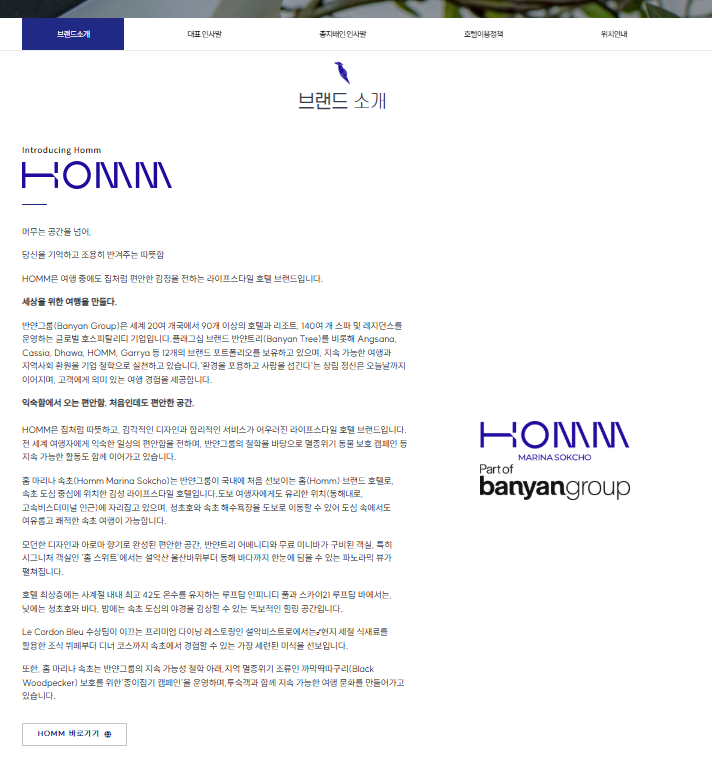 브랜드소개
대표 인사말
총지배인 인사말
호텔이용정책
위치안내
브랜드 소개
Introducing Homm
HOMM
머무는 공간을 넘어,
당신을 기억하고 조용히 반겨주는 따뜻함
HOMM은 여행 중에도 집처럼 편안한 감정을 전하는 라이프스타일 호텔 브랜드입니다.
세상을 위한 여행을 만들다.
반얀그룹(Banyan Group)은 세계 20여 개국에서 90개 이상의 호텔과 리조트, 140여 개 스파 및 레지던스를
운영하는 글로벌 호스피탈리티 기업입니다.플래그십 브랜드 반얀트리(Banyan Tree)를 비롯해 Angsana,
Cassia, Dhawa, HOMM, Garrya 등 12개의 브랜드 포트폴리오를 보유하고 있으며, 지속 가능한 여행과
지역사회 환원을 기업 철학으로 실천하고 있습니다.‘환경을 포용하고 사람을 섬긴다’는 창립 정신은 오늘날까지
이어지며, 고객에게 의미 있는 여행 경험을 제공합니다.
익숙함에서 오는 편안함. 처음인데도 편안한 공간.
HOMM은 집처럼 따뜻하고, 감각적인 디자인과 합리적인 서비스가 어우러진 라이프스타일 호텔 브랜드입니다.
전 세계 여행자에게 익숙한 일상의 편안함을 전하며, 반얀그룹의 철학을 바탕으로 멸종위기 동물 보호 캠페인 등
지속 가능한 활동도 함께 이어가고 있습니다.
홈 마리나 속초(Homm Marina Sokcho)는 반얀그룹이 국내에 처음 선보이는 홈(Homm) 브랜드 호텔로,
속초 도심 중심에 위치한 감성 라이프스타일 호텔입니다.도보 여행자에게도 유리한 위치(동해대로,
고속버스터미널 인근)에 자리잡고 있으며, 청초호와 속초 해수욕장을 도보로 이동할 수 있어 도심 속에서도
여유롭고 쾌적한 속초 여행이 가능합니다.
모던한 디자인과 아로마 향기로 완성된 편안한 공간, 반얀트리 어메니티와 무료 미니바가 구비된 객실, 특히
시그니처 객실인 ‘홈 스위트’에서는 설악산 울산바위부터 동해 바다까지 한눈에 담을 수 있는 파노라믹 뷰가
펼쳐집니다.
호텔 최상층에는 사계절 내내 최고 42도 온수를 유지하는 루프탑 인피니티 풀과 스카이21 루프탑 바에서는,
낮에는 청초호와 바다, 밤에는 속초 도심의 야경을 감상할 수 있는 독보적인 힐링 공간입니다.
Le Cordon Bleu 수상팀이 이끄는 프리미엄 다이닝 레스토랑인 설악비스트로에서는 현지 제철 식재료를
활용한 조식 뷔페부터 디너 코스까지 속초에서 경험할 수 있는 가장 세련된 미식을 선보입니다.
또한, 홈 마리나 속초는 반얀그룹의 지속 가능성 철학 아래,지역 멸종위기 조류인 까막딱따구리(Black
Woodpecker) 보호를 위한‘종이접기 캠페인’을 운영하며,투숙객과 함께 지속 가능한 여행 문화를 만들어가고
있습니다.
HOMM 바로가기
HOMM
MARINA SOKCHO
Part of
banyangroup